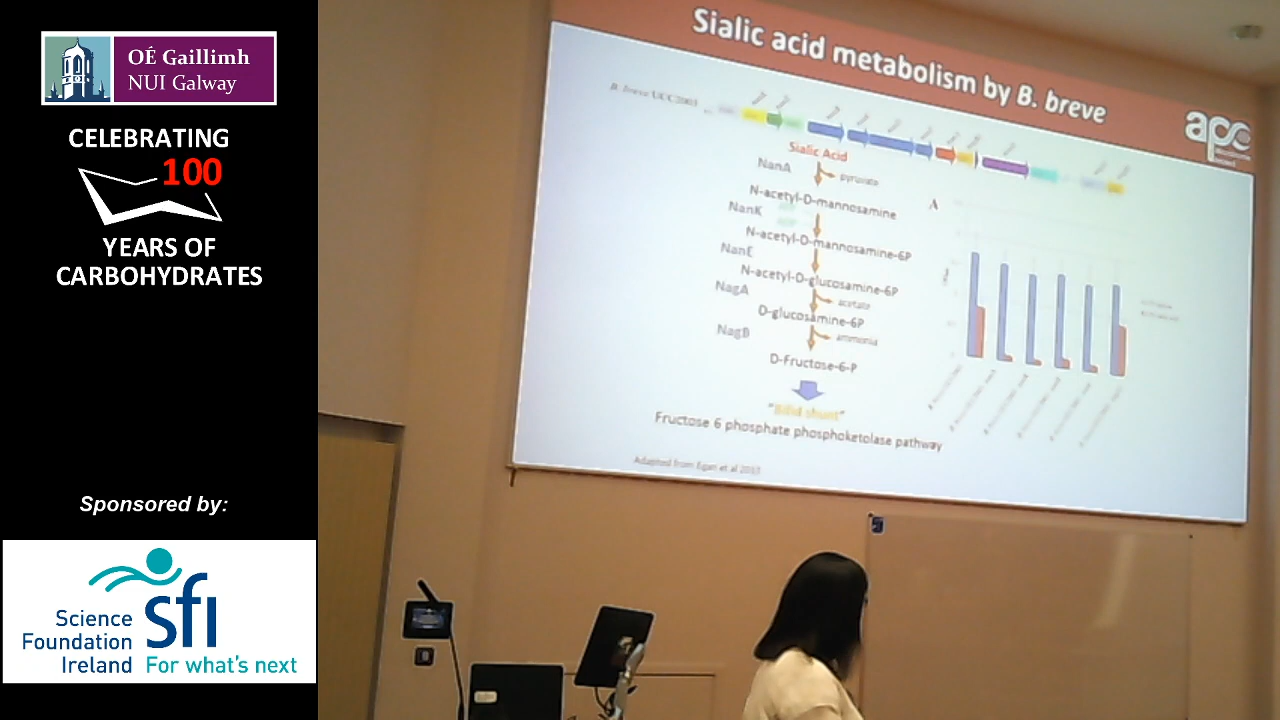 OÉ Gaillimh
NUI Galway
CELEBRATING
100
YEARS OF
CARBOHYDRATES
Sponsored by:
Science
Foundation
Ireland
sfi
For what's next
Sialic acid metabolism by B. breve
apc
B. breve UCC2003
Sialic Acid
NanA
pyruvate
N-acetyl-D-mannosamine
NanK
N-acetyl-D-mannosamine-6P
NanE
N-acetyl-D-glucosamine-6P
NagA
acetate
D-glucosamine-6P
NagB
ammonia
D-Fructose-6-P
"Bifid shunt"
Fructose 6 phosphate phosphoketolase pathway
Adapted from Egan et al
A